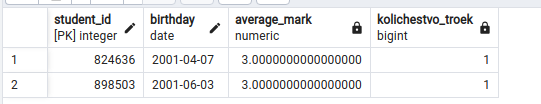 student_id birthday average_mark kolichestvo_troek
[PK] integer date numeric bigint
1 824636 2001-04-07 3.0000000000000000 1
2 898503 2001-06-03 3.0000000000000000 1